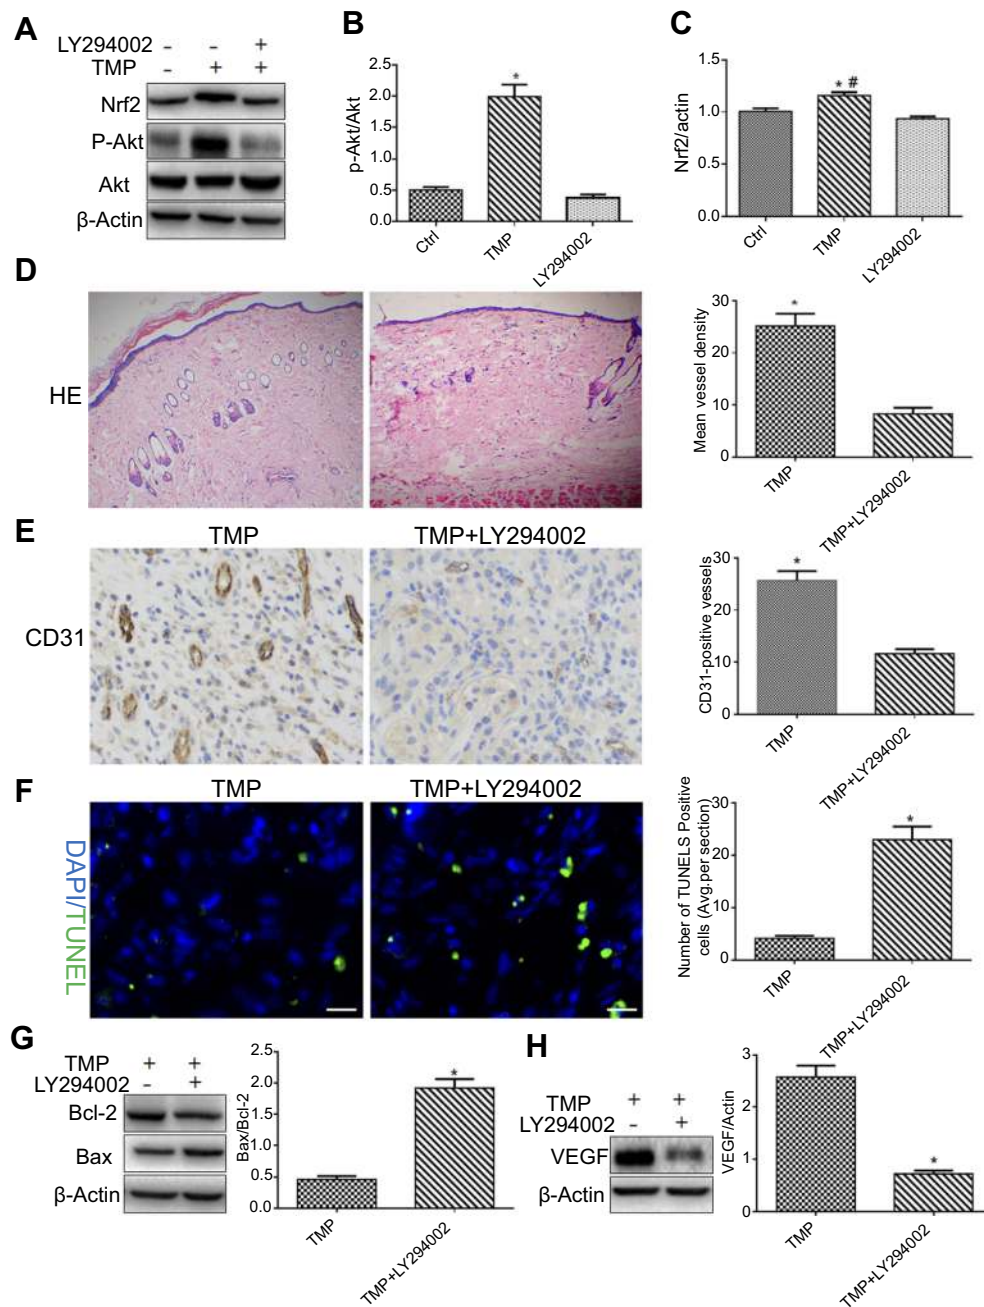 A
LY294002 - - +
TMP - + +
Nrf2
P-Akt
Akt
β-Actin
B
p-Akt/Akt
2.5
2.0
1.5
1.0
0.5
0.0
*
Ctrl
TMP
LY294002
C
Nrf2/actin
1.5
1.0
0.5
0.0
* #
Ctrl
TMP
LY294002
D
HE
Mean vessel density
30
20
10
0
*
TMP
TMP+LY294002
E
TMP
TMP+LY294002
CD31
CD31-positive vessels
30
20
10
0
*
TMP
TMP+LY294002
F
TMP
TMP+LY294002
DAPI/TUNEL
Number of TUNELS Positive
cells (Avg.per section)
30
20
10
0
*
TMP
TMP+LY294002
G
TMP + +
LY294002 - +
Bcl-2
Bax
β-Actin
Bax/Bcl-2
2.5
2.0
1.5
1.0
0.5
0.0
*
TMP
TMP+LY294002
H
TMP + +
LY294002 - +
VEGF
β-Actin
VEGF/Actin
3
2
1
0
*
TMP
TMP+LY294002